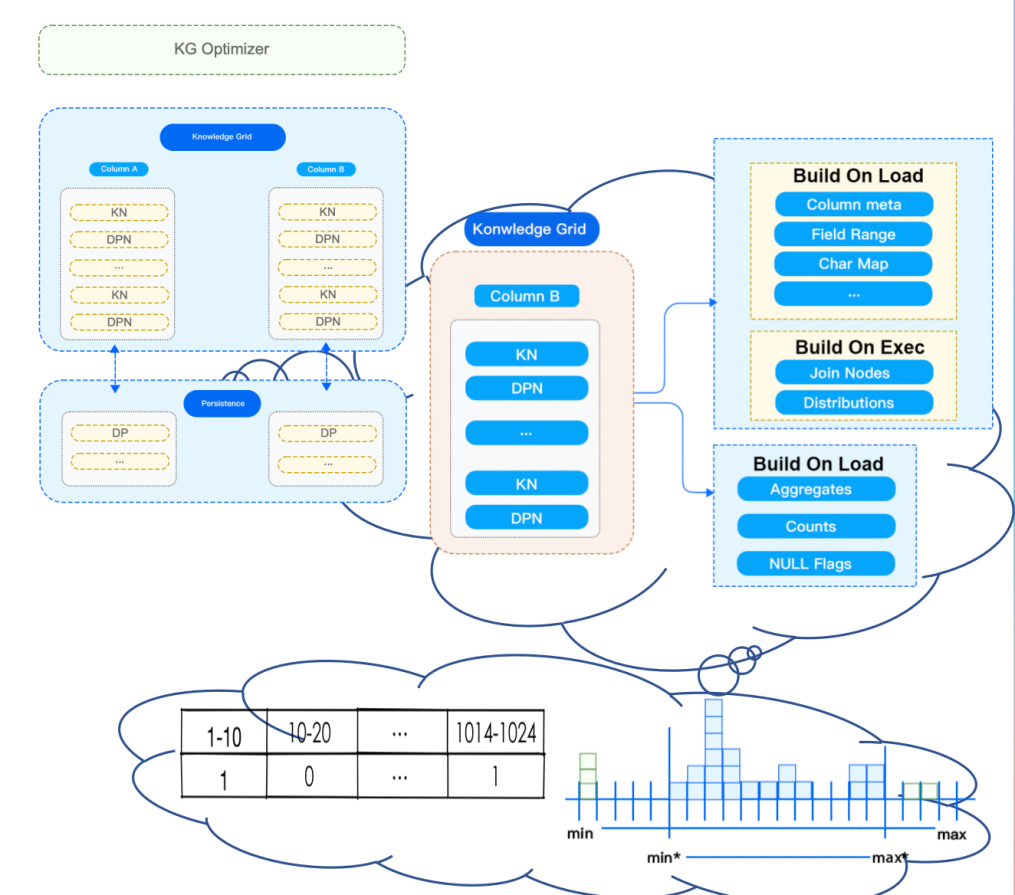 KG Optimizer
Knowledge Grid
Column A
Column B
KN
KN
DPN
DPN
...
...
KN
KN
DPN
DPN
Persistence
DP
DP
...
...
Konwledge Grid
Column B
KN
DPN
...
KN
DPN
Build On Load
Column meta
Field Range
Char Map
...
Build On Exec
Join Nodes
Distributions
Build On Load
Aggregates
Counts
NULL Flags
1-10 10-20 ... 1014-1024
1 0 ... 1
min max
min* max*